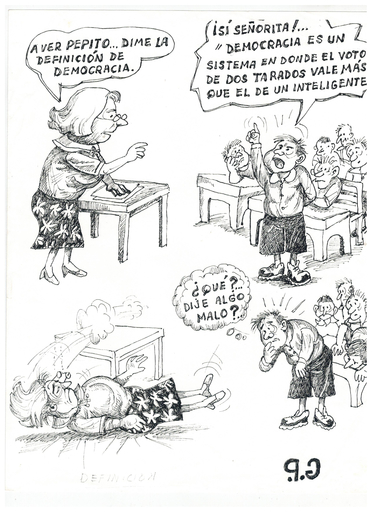 A VER PEPITO... DIME LA
DEFINICIÓN DE
DEMOCRACIA.
¡SÍ SEÑORITA!...
"DEMOCRACIA ES UN
SISTEMA EN DONDE EL VOTO
DE DOS TARADOS VALE MÁS
QUE EL DE UN INTELIGENTE
¿QUÉ?...
DIJE ALGO
MALO?...